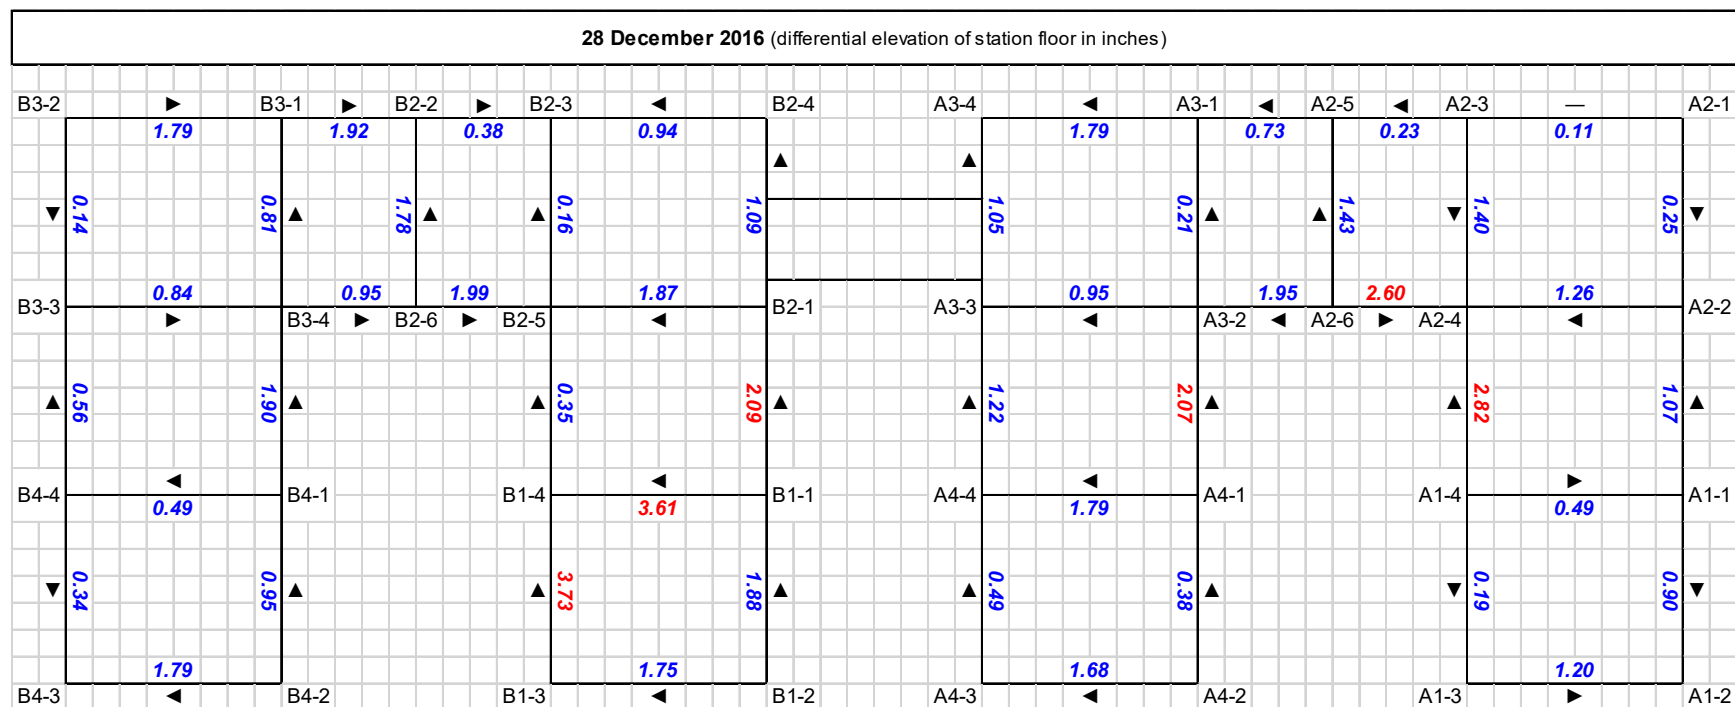 28 December 2016 (differential elevation of station floor in inches)
B3-2 ► B3-1 ► B2-2 ► B2-3 ◄ B2-4 A3-4 ◄ A3-1 ◄ A2-5 ◄ A2-3 — A2-1
1.79 1.92 0.38 0.94 1.79 0.73 0.23 0.11
▲ ▲
▼ 0.14 0.81 ▲ 1.78 ▲ ▲ 0.16 1.09 1.05 0.21 ▲ ▲ 1.43 ▼ 1.40 0.25 ▼
0.84 0.95 1.99 1.87 0.95 1.95 2.60 1.26
B3-3 B2-1 A3-3 A2-2
► B3-4 ► B2-6 ► B2-5 ◄ ◄ A3-2 ◄ A2-6 ► A2-4 ◄
▲ 0.56 1.90 ▲ ▲ 0.35 2.09 ▲ ▲ 1.22 2.07 ▲ ▲ 2.82 1.07 ▲
◄ ◄ ◄ ►
B4-4 B4-1 B1-4 B1-1 A4-4 A4-1 A1-4 A1-1
0.49 3.61 1.79 0.49
▼ 0.34 0.95 ▲ ▲ 3.73 1.88 ▲ ▲ 0.49 0.38 ▲ ▼ 0.19 0.90 ▼
1.79 1.75 1.68 1.20
B4-3 ◄ B4-2 B1-3 ◄ B1-2 A4-3 ◄ A4-2 A1-3 ► A1-2